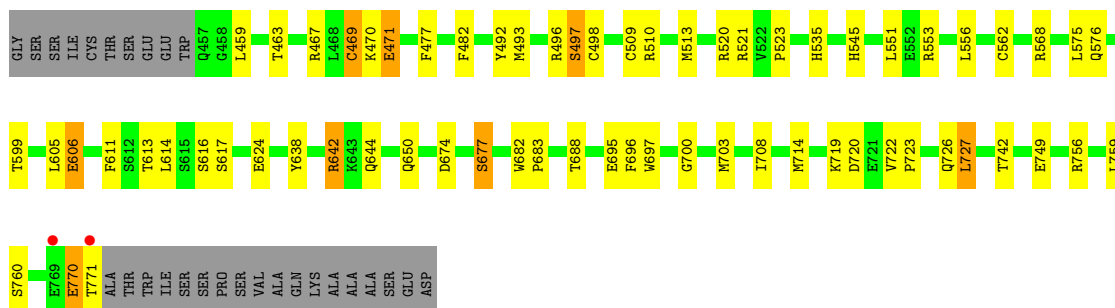 GLY SER SER ILE CYS THR SER GLU GLU TRP Q457 G458 L459 T463 R467 L468 C469 K470 E471 F477 F482 Y492 M493 R496 S497 C498 C509 R510 M513 R520 R521 V522 P523 H535 H545 L551 E552 R553 L556 C562 R568 L575 Q576
T599 L605 E606 F611 S612 T613 L614 S615 S616 S617 E624 Y638 R642 K643 Q644 Q650 D674 S677 W682 P683 T688 E695 F696 W697 G700 M703 I708 M714 K719 D720 E721 V722 P723 Q726 L727 T742 E749 R756 L759
S760 E769 E770 T771 ALA THR TRP ILE SER SER PRO SER VAL ALA GLN LYS ALA ALA ALA SER GLU ASP